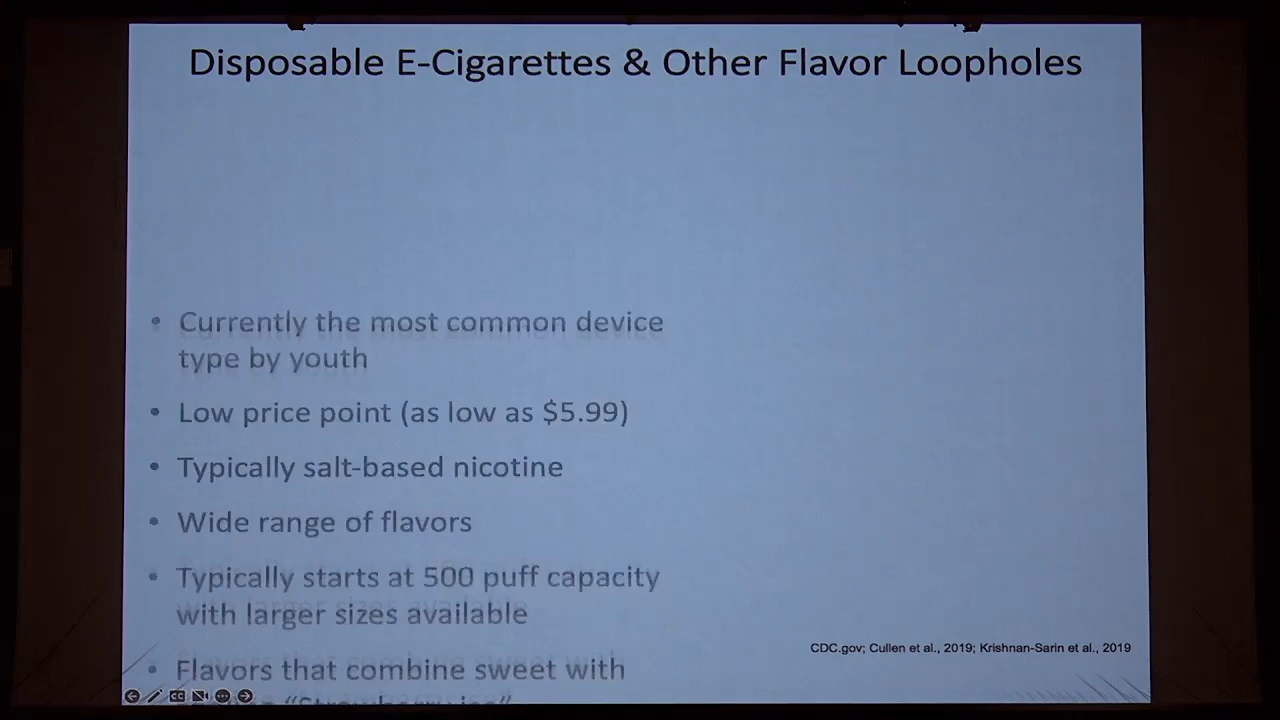 Disposable E-Cigarettes & Other Flavor Loopholes
• Currently the most common device
type by youth
• Low price point (as low as $5.99)
• Typically salt-based nicotine
• Wide range of flavors
• Typically starts at 500 puff capacity
with larger sizes available
• Flavors that combine sweet with
"Strawberry ice"
CDC.gov; Cullen et al., 2019; Krishnan-Sarin et al., 2019